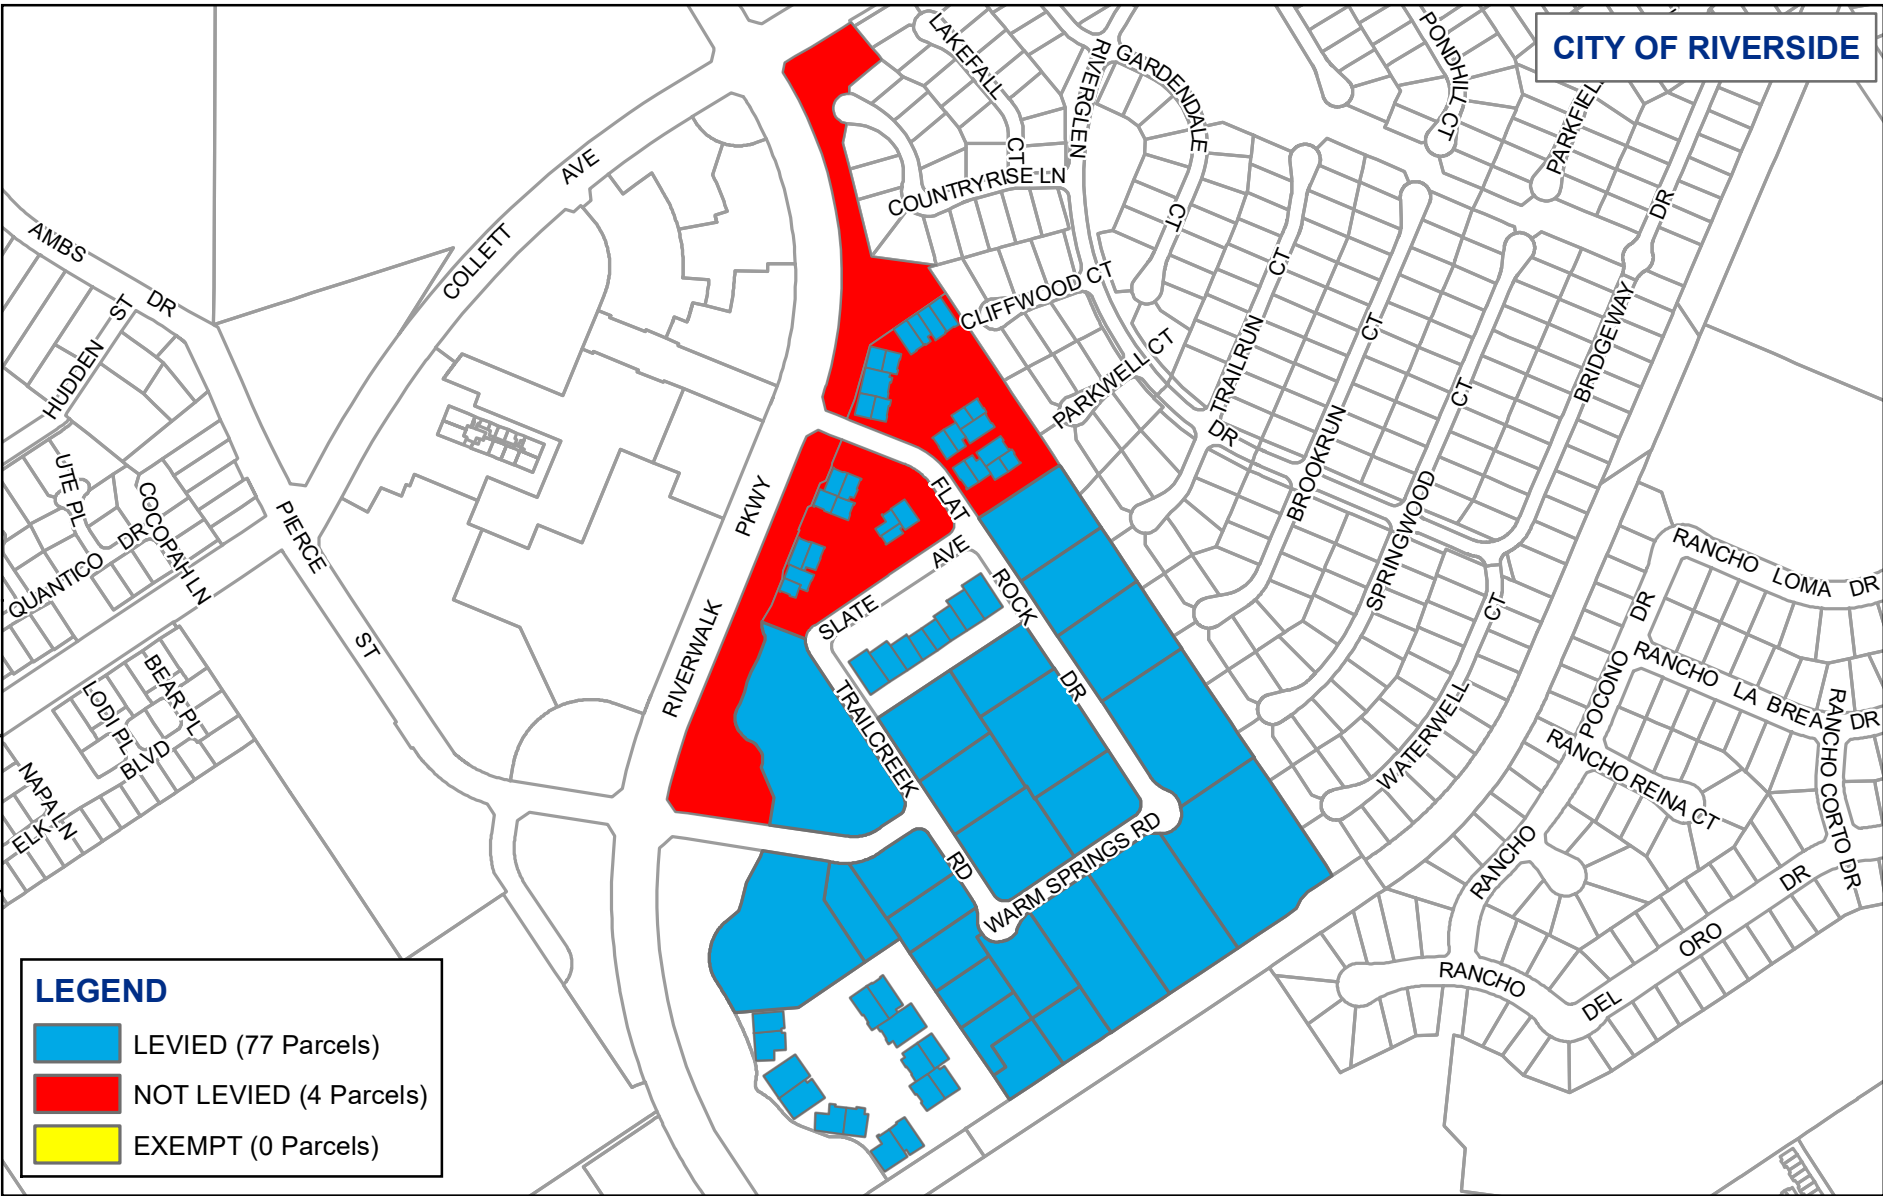 CITY OF RIVERSIDE
LAKEFALL
CT
RIVERGLEN
GARDENDALE
CT
PONDHILL CT
PARKFIEL
COUNTRYRISE LN
AMBS
DR
COLLETT
AVE
HUDDEN
ST
CLIFFWOOD CT
PARKWELL CT
DR
TRAILRUN
CT
BROOKRUN
CT
SPRINGWOOD
CT
BRIDGEWAY
DR
WATERWELL
CT
UTE PL
COCOPAH LN
QUANTICO
DR
PIERCE
ST
RIVERWALK
PKWY
FLAT
ROCK
DR
SLATE
AVE
TRAILCREEK
RD
WARM SPRINGS RD
LODI PL
BEAR PL
NAPA LN
ELK
BLVD
RANCHO
LOMA
DR
RANCHO
LA
BREA
DR
POCONO
DR
RANCHO REINA CT
RANCHO CORTO DR
RANCHO
RANCHO
DEL
ORO
DR
LEGEND
LEVIED (77 Parcels)
NOT LEVIED (4 Parcels)
EXEMPT (0 Parcels)